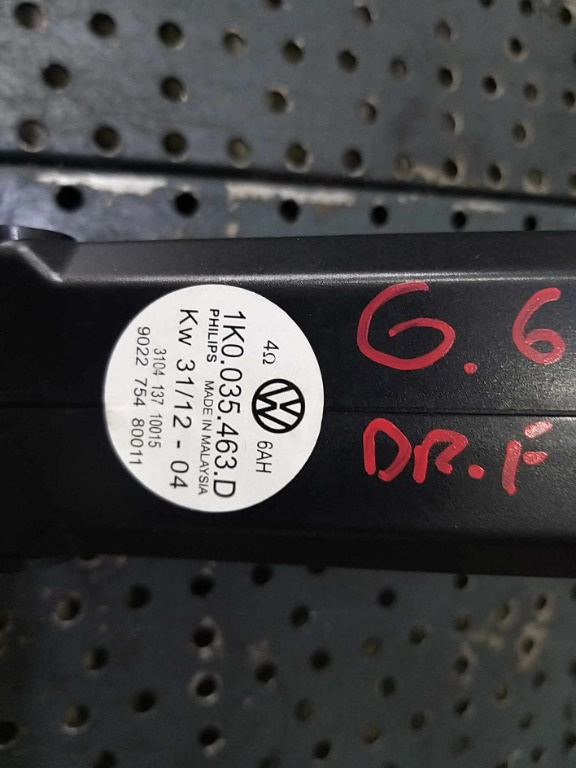 4Ω
6AH
1K0.035.463.D
PHILIPS MADE IN MALAYSIA
Kw 31/12 - 04
3104 137 10015
9022 754 80011
G.6
DR.F